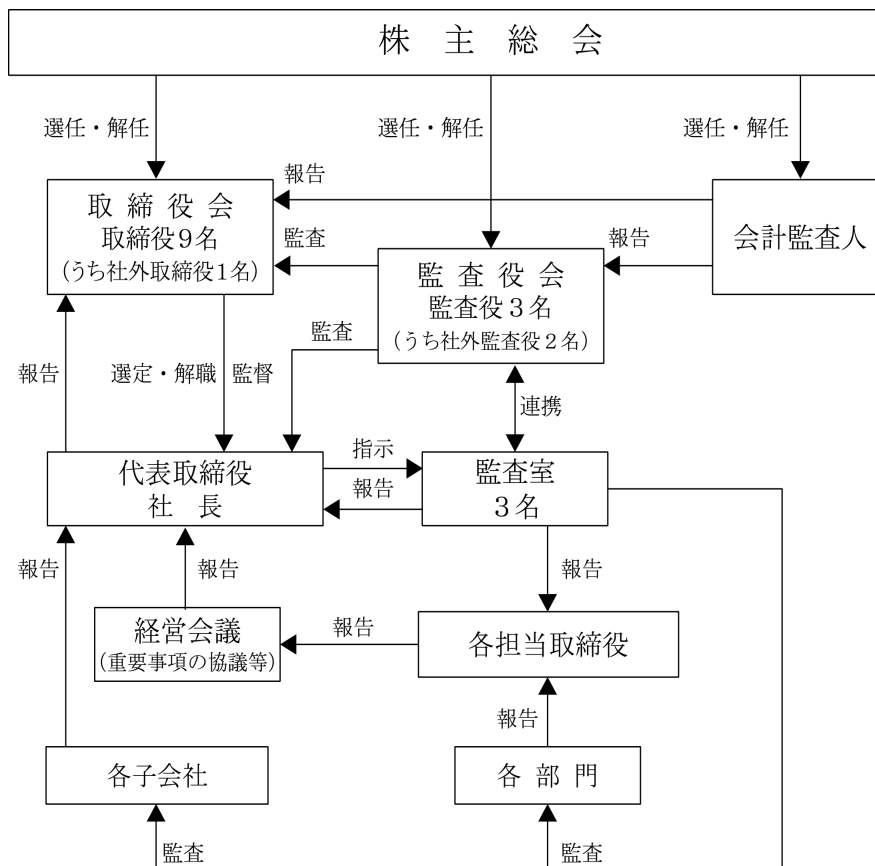 株 主 総 会
選任・解任
選任・解任
選任・解任
報告
取 締 役 会
取締役9名
(うち社外取締役1名)
監査
報告
会計監査人
監 査 役 会
監査役3名
(うち社外監査役2名)
監査
報告
選定・解職
監督
連携
代表取締役
社 長
指示
報告
監査室
3名
報告
報告
報告
経営会議
(重要事項の協議等)
報告
各担当取締役
報告
各子会社
各 部 門
監査
監査